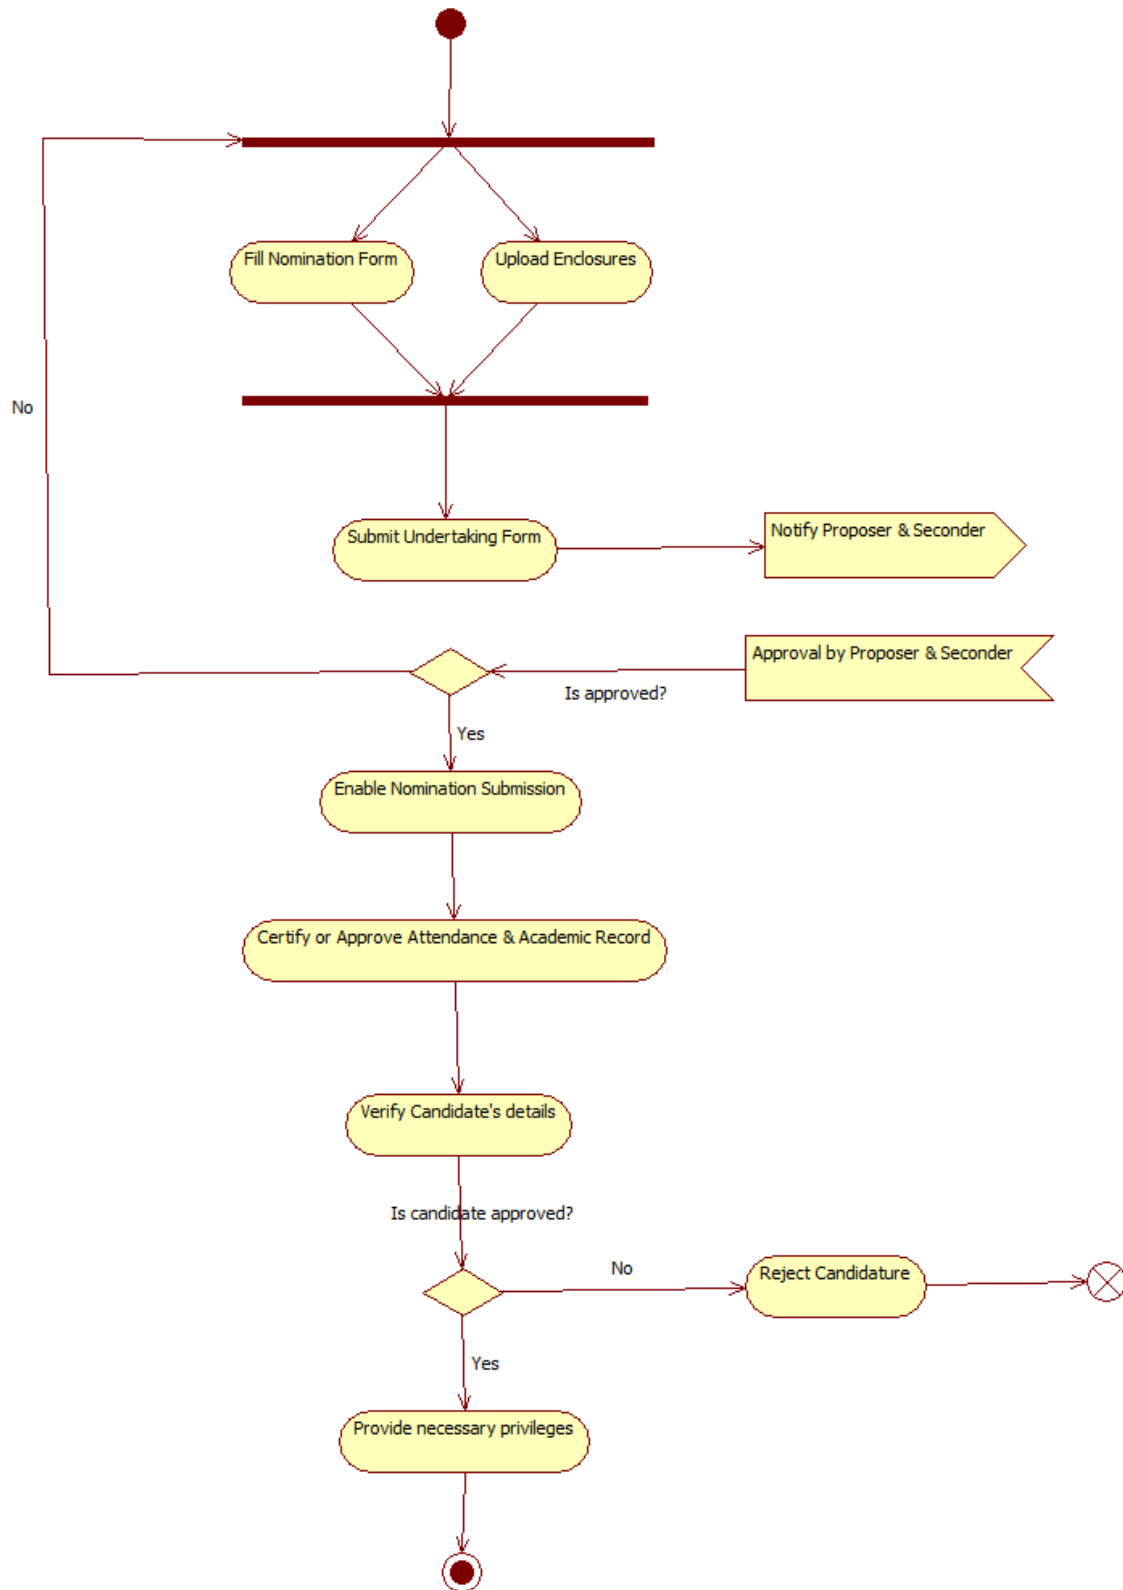 Fill Nomination Form
Upload Enclosures
No
Submit Undertaking Form
Notify Proposer & Seconder
Approval by Proposer & Seconder
Is approved?
Yes
Enable Nomination Submission
Certify or Approve Attendance & Academic Record
Verify Candidate's details
Is candidate approved?
No
Reject Candidature
Yes
Provide necessary privileges